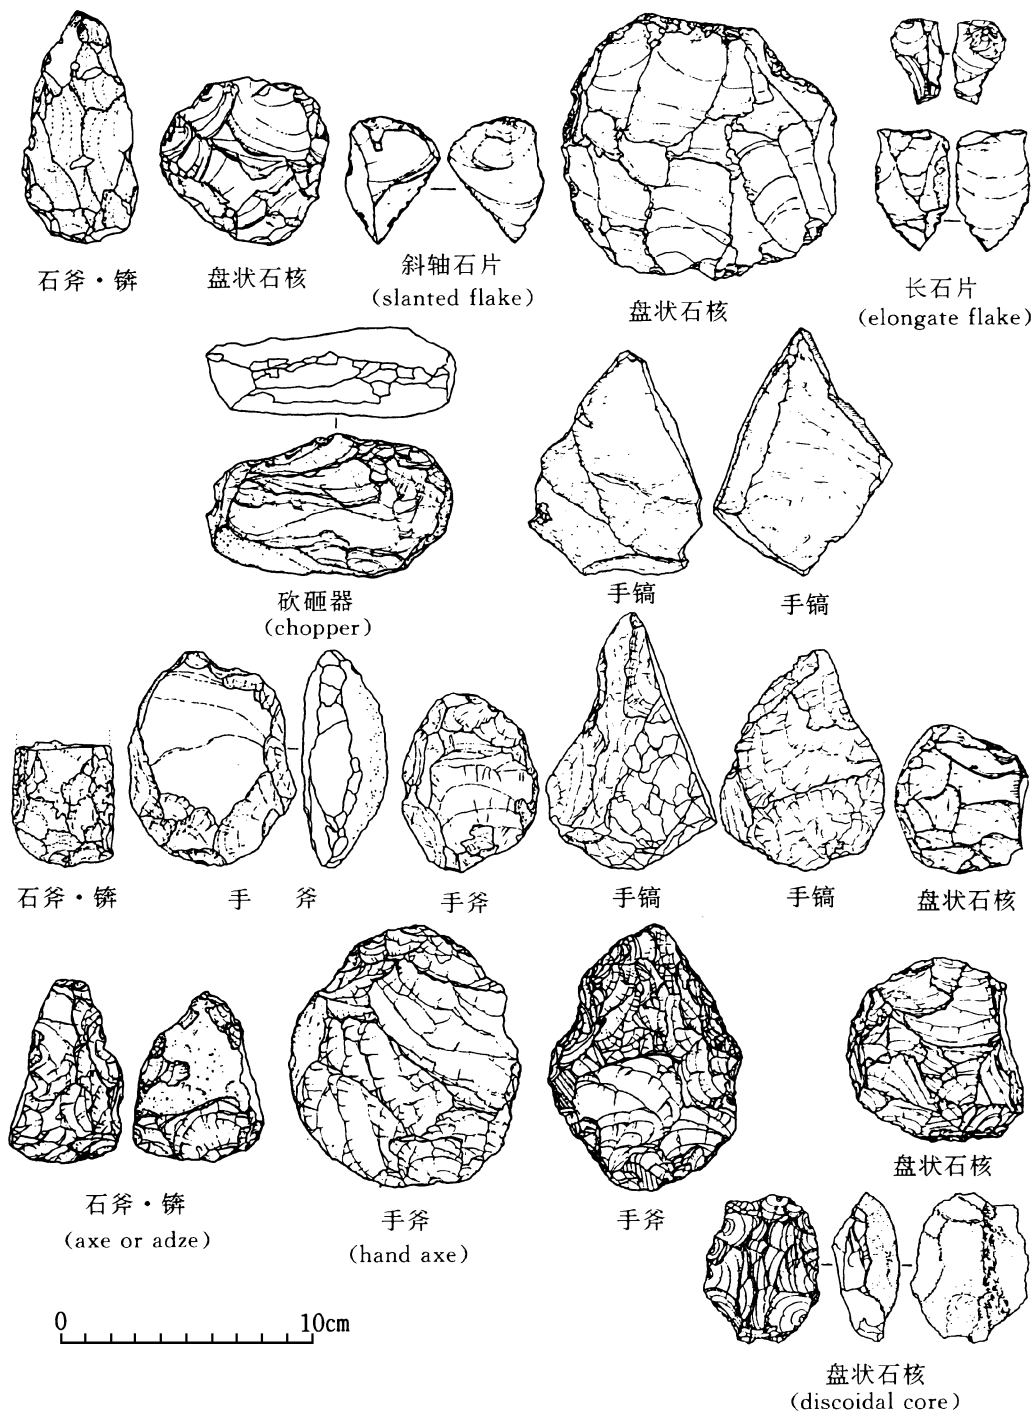 石斧·锛
盘状石核
斜轴石片
(slanted flake)
盘状石核
长石片
(elongate flake)
砍砸器
(chopper)
手镐
手镐
石斧·锛
手 斧
手斧
手镐
手镐
盘状石核
石斧·锛
(axe or adze)
手斧
(hand axe)
手斧
盘状石核
0 10cm
盘状石核
(discoidal core)